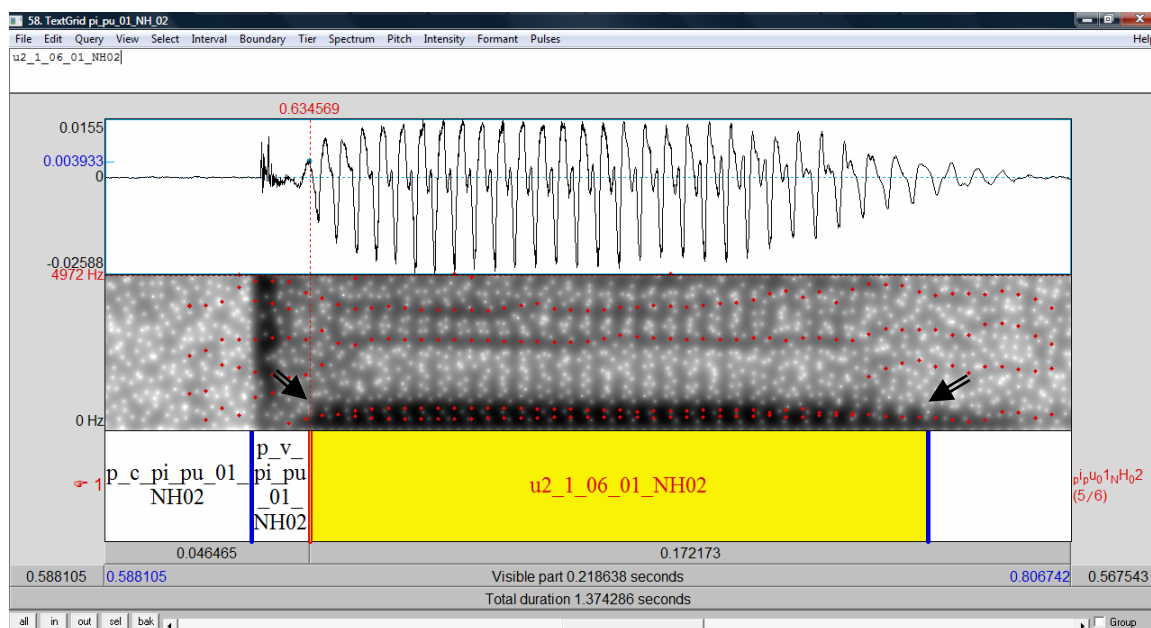 58. TextGrid pi_pu_01_NH_02
File Edit Query View Select Interval Boundary Tier Spectrum Pitch Intensity Formant Pulses Help
u2_1_06_01_NH02
0.634569
0.0155
0.003933
0
-0.02588
4972 Hz
0 Hz
1
p_c_pi_pu_01_
NH02
p_v_
pi_pu
_01_
NH02
u2_1_06_01_NH02
pipu01NH02
(5/6)
0.046465 0.172173
0.588105 0.588105 Visible part 0.218638 seconds 0.806742 0.567543
Total duration 1.374286 seconds
all in out sel bak Group